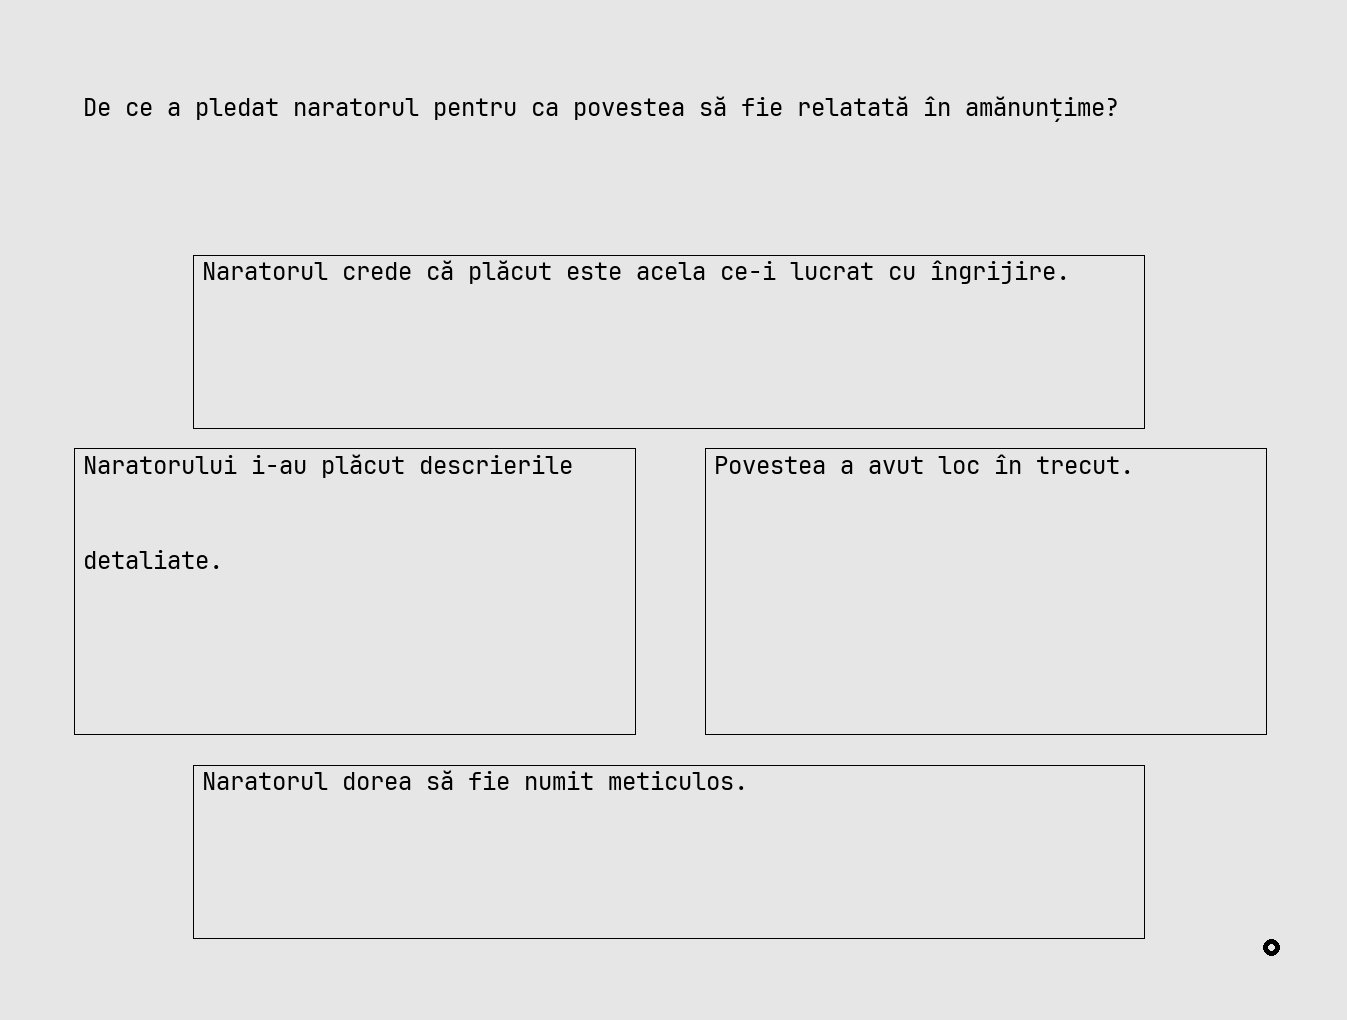 De ce a pledat naratorul pentru ca povestea să fie relatată în amănunțime?
Naratorul crede că plăcut este acela ce-i lucrat cu îngrijire.
Naratorului i-au plăcut descrierile
detaliate.
Povestea a avut loc în trecut.
Naratorul dorea să fie numit meticulos.